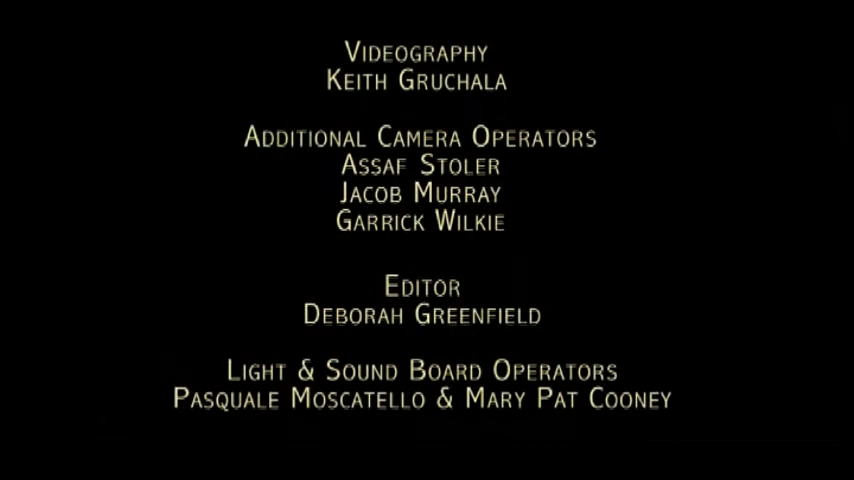 Videography
Keith Gruchala
Additional Camera Operators
Assaf Stoler
Jacob Murray
Garrick Wilkie
Editor
Deborah Greenfield
Light & Sound Board Operators
Pasquale Moscatello & Mary Pat Cooney